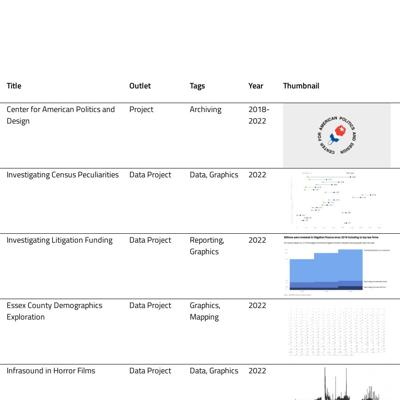 Title Outlet Tags Year Thumbnail
Center for American Politics and Project Archiving 2018-
Design 2022
CENTER FOR AMERICAN POLITICS AND DESIGN
Investigating Census Peculiarities Data Project Data, Graphics 2022
Investigating Litigation Funding Data Project Reporting, 2022
Graphics
Essex County Demographics Data Project Graphics, 2022
Exploration Mapping
Infrasound in Horror Films Data Project Data, Graphics 2022